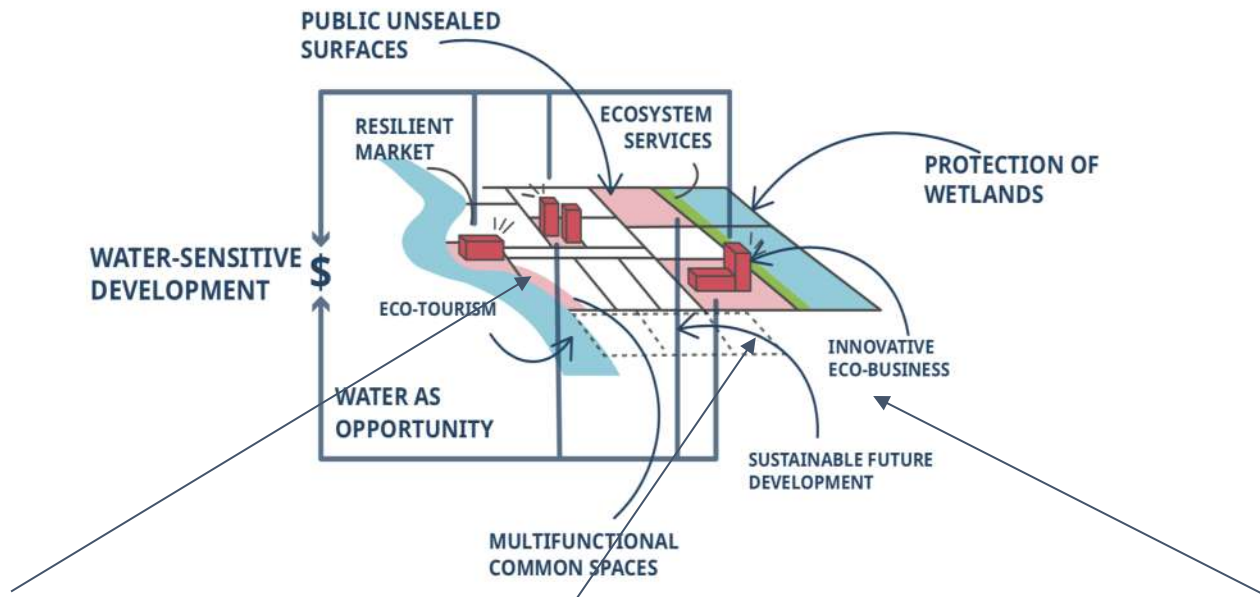 PUBLIC UNSEALED
SURFACES
ECOSYSTEM
SERVICES
RESILIENT
MARKET
PROTECTION OF
WETLANDS
WATER-SENSITIVE
DEVELOPMENT
$
ECO-TOURISM
INNOVATIVE
ECO-BUSINESS
WATER AS
OPPORTUNITY
SUSTAINABLE FUTURE
DEVELOPMENT
MULTIFUNCTIONAL
COMMON SPACES